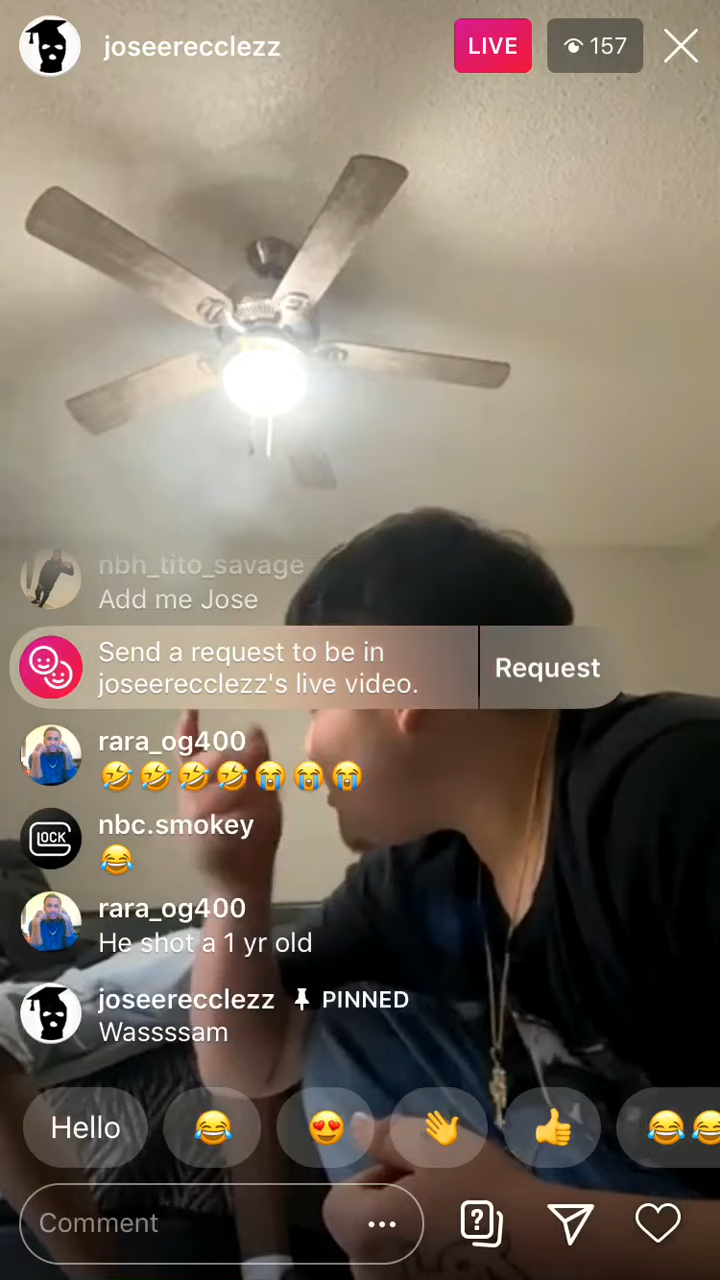 joseerecclezz
LIVE
157
nbh_tito_savage
Add me Jose
Send a request to be in
joseerecclezz's live video.
Request
rara_og400
🤣🤣🤣🤣😭😭😭
LOCK
nbc.smokey
😂
rara_og400
He shot a 1 yr old
joseerecclezz PINNED
Wassssam
Hello 😂 😍 👋 👍 😂😂
Comment